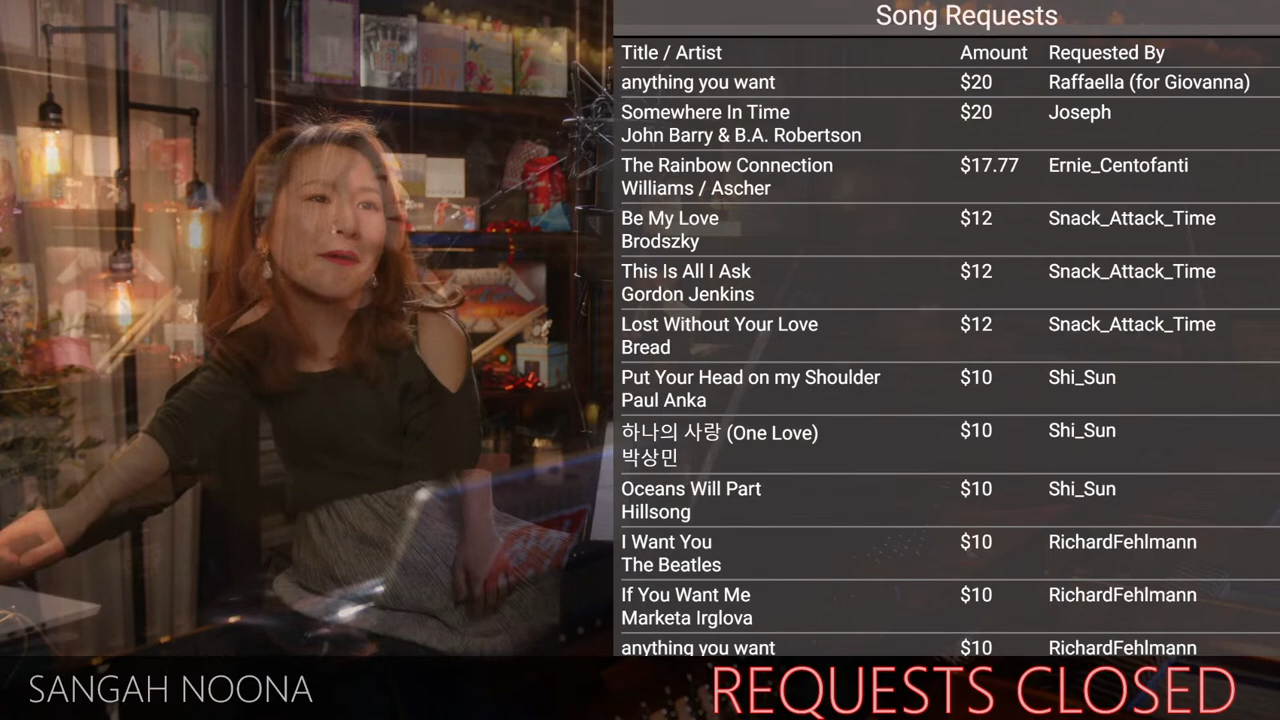 Song Requests
Title / Artist Amount Requested By
anything you want $20 Raffaella (for Giovanna)
Somewhere In Time $20 Joseph
John Barry & B.A. Robertson
The Rainbow Connection $17.77 Ernie_Centofanti
Williams / Ascher
Be My Love $12 Snack_Attack_Time
Brodszky
This Is All I Ask $12 Snack_Attack_Time
Gordon Jenkins
Lost Without Your Love $12 Snack_Attack_Time
Bread
Put Your Head on my Shoulder $10 Shi_Sun
Paul Anka
하나의 사랑 (One Love) $10 Shi_Sun
박상민
Oceans Will Part $10 Shi_Sun
Hillsong
I Want You $10 RichardFehlmann
The Beatles
If You Want Me $10 RichardFehlmann
Marketa Irglova
anything you want $10 RichardFehlmann
SANGAH NOONA
REQUESTS CLOSED